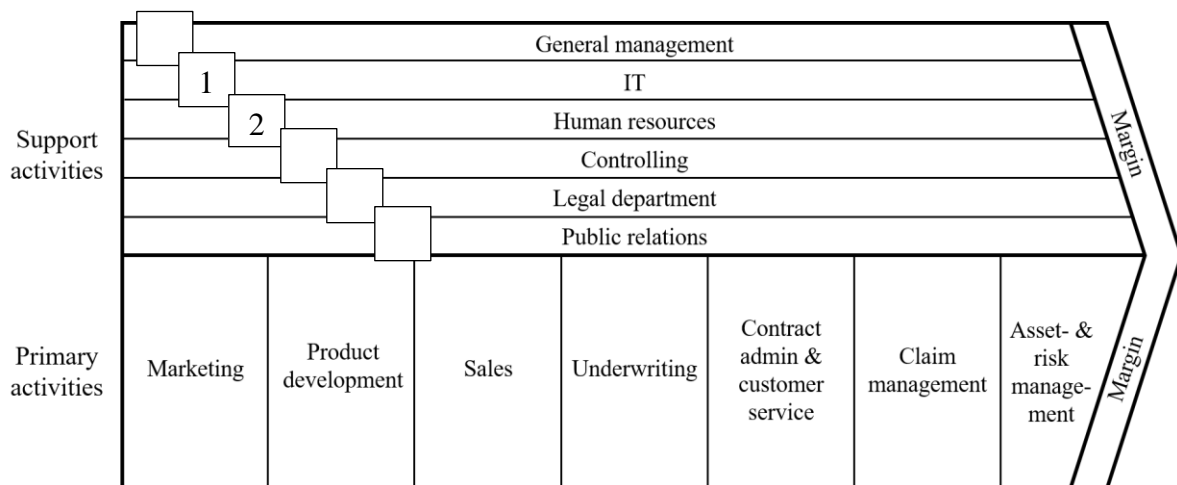 General management
1
IT
2
Human resources
Controlling
Legal department
Public relations
Support
activities
Margin
Primary
activities
Marketing
Product
development
Sales
Underwriting
Contract
admin &
customer
service
Claim
management
Asset- &
risk
manage-
ment
Margin